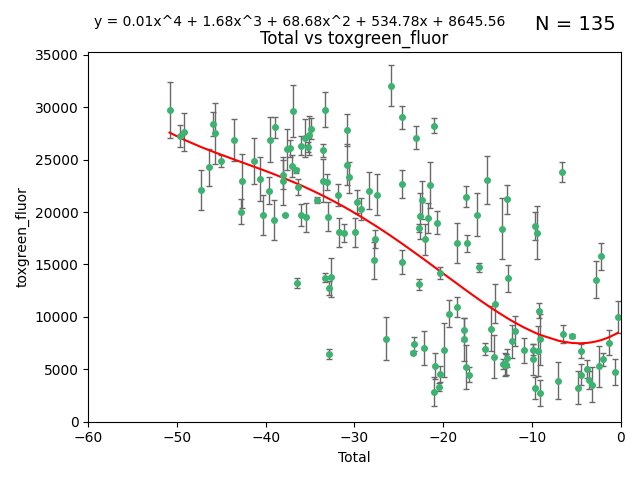 y = 0.01x^4 + 1.68x^3 + 68.68x^2 + 534.78x + 8645.56
N = 135
Total vs toxgreen_fluor
35000
30000
25000
20000
15000
10000
5000
0
toxgreen_fluor
−60 −50 −40 −30 −20 −10 0
Total